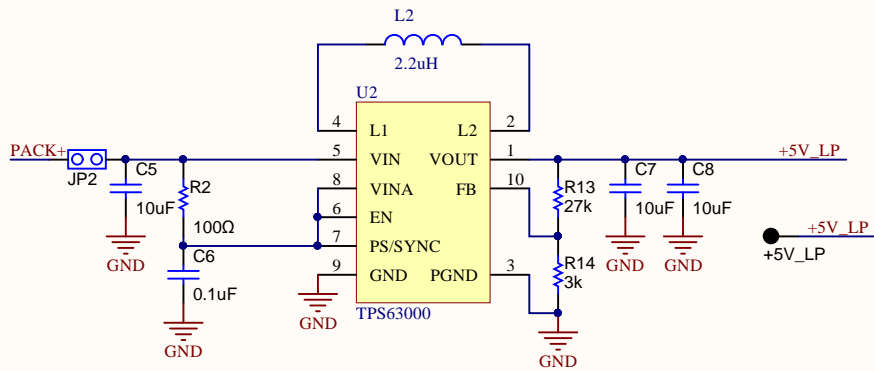 L2
2.2uH
U2
4 L1 L2 2
PACK+ JP2 C5 10uF 5 VIN VOUT 1 C7 10uF C8 10uF +5V_LP
R2 100Ω 8 VINA FB 10 R13 27k
6 EN
7 PS/SYNC
+5V_LP
+5V_LP
GND C6 0.1uF 9 GND PGND 3 R14 3k GND GND
GND TPS63000
GND GND